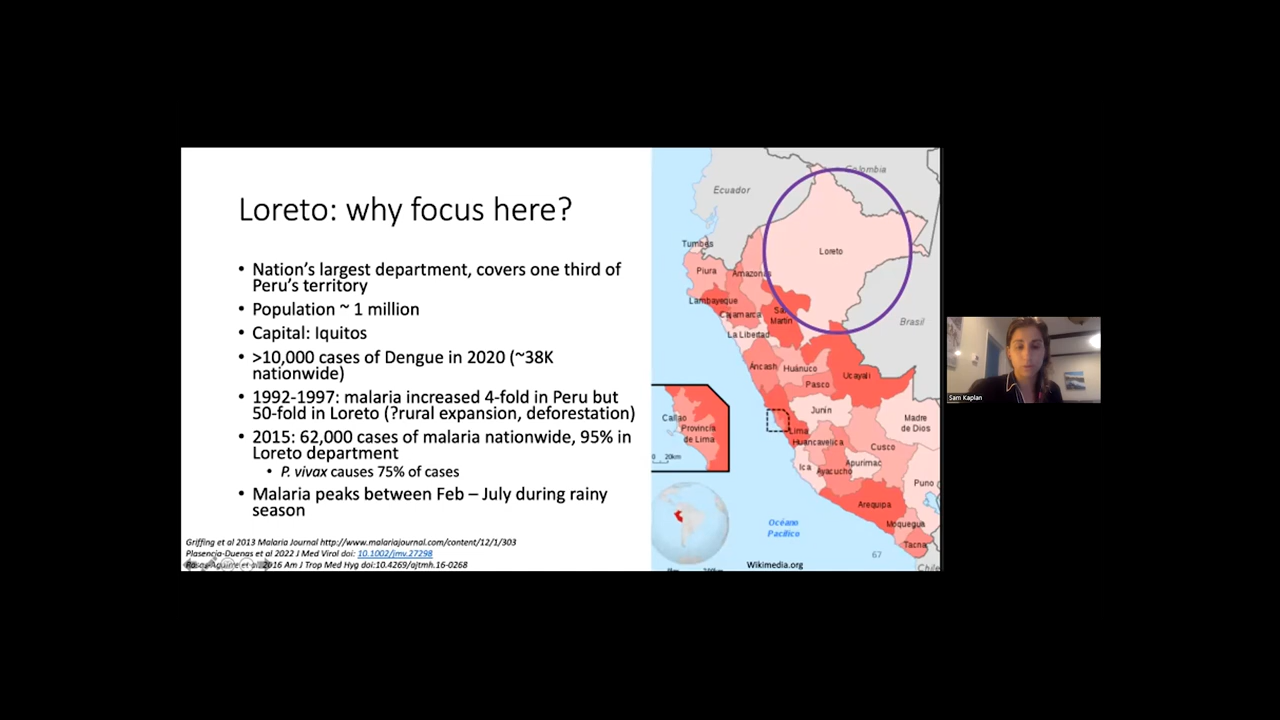 Loreto: why focus here?
• Nation's largest department, covers one third of
Peru's territory
• Population ~ 1 million
• Capital: Iquitos
• >10,000 cases of Dengue in 2020 (~38K
nationwide)
• 1992-1997: malaria increased 4-fold in Peru but
50-fold in Loreto (?rural expansion, deforestation)
• 2015: 62,000 cases of malaria nationwide, 95% in
Loreto department
• P. vivax causes 75% of cases
• Malaria peaks between Feb – July during rainy
season
Griffing et al 2013 Malaria Journal http://www.malariajournal.com/content/12/1/303
Plasencia-Duenas et al 2022 J Med Virol doi: 10.1002/jmv.27298
2016 Am J Trop Med Hyg doi:10.4269/ajtmh.16-0268
Colombia
Ecuador
Tumbes
Loreto
Piura
Amazonas
Lambayeque
Cajamarca
San
Martín
Brasil
La Libertad
Áncash
Huánuco
Ucayali
Pasco
Callao
Provincia
de Lima
Junín
Lima
Madre
de Dios
Huancavelica
Cusco
20km
Ica
Ayacucho
Apurímac
Puno
Arequipa
Océano
Pacífico
Moquegua
Tacna
67
Wikimedia.org
Chile
Sam Kaplan